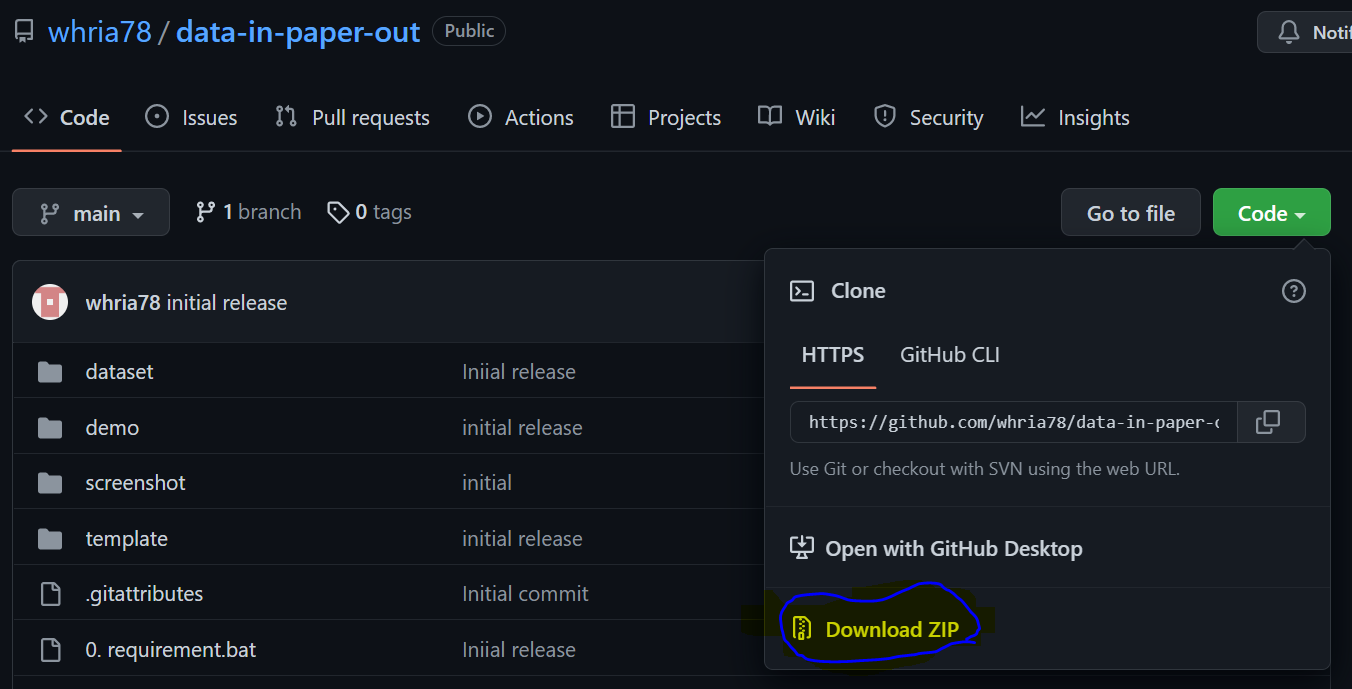 whria78 / data-in-paper-out Public
Notif
Code Issues Pull requests Actions Projects Wiki Security Insights
main 1 branch 0 tags Go to file Code
whria78 initial release
Clone
HTTPS GitHub CLI
https://github.com/whria78/data-in-paper-o
Use Git or checkout with SVN using the web URL.
Open with GitHub Desktop
Download ZIP
dataset Iniial release
demo initial release
screenshot initial
template initial release
.gitattributes Initial commit
0. requirement.bat Iniial release